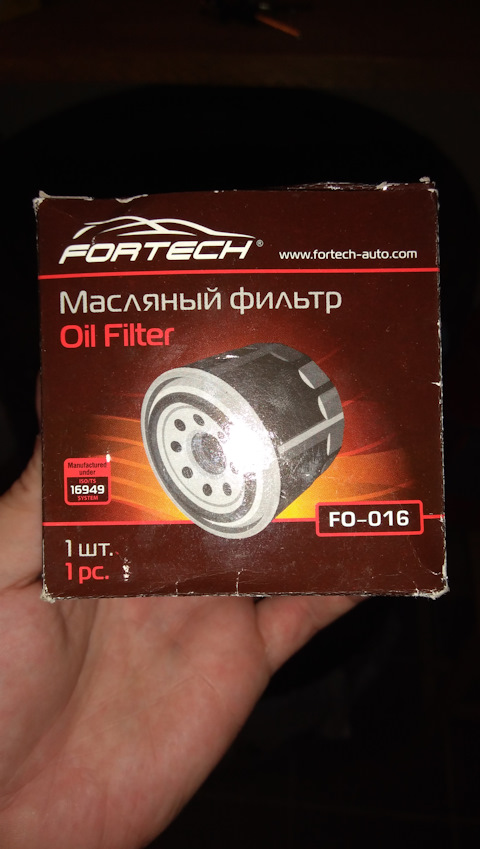 FORTECH®
www.fortech-auto.com
Масляный фильтр
Oil Filter
Manufactured
under
ISO/TS
16949
SYSTEM
FO-016
1 шт.
1 pc.